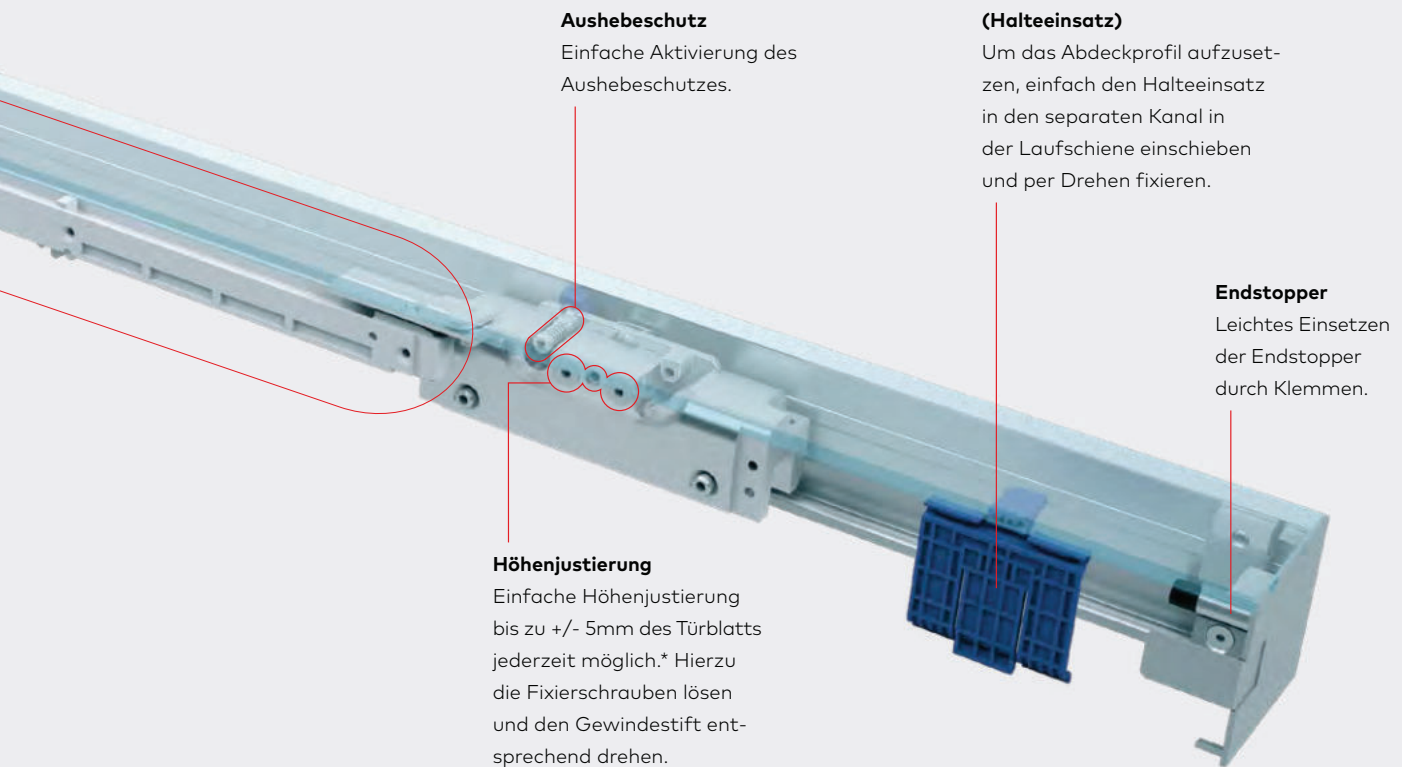 Aushebeschutz
Einfache Aktivierung des
Aushebeschutzes.
(Halteeinsatz)
Um das Abdeckprofil aufzuset-
zen, einfach den Halteeinsatz
in den separaten Kanal in
der Laufschiene einschieben
und per Drehen fixieren.
Endstopper
Leichtes Einsetzen
der Endstopper
durch Klemmen.
Höhenjustierung
Einfache Höhenjustierung
bis zu +/- 5mm des Türblatts
jederzeit möglich.* Hierzu
die Fixierschrauben lösen
und den Gewindestift ent-
sprechend drehen.